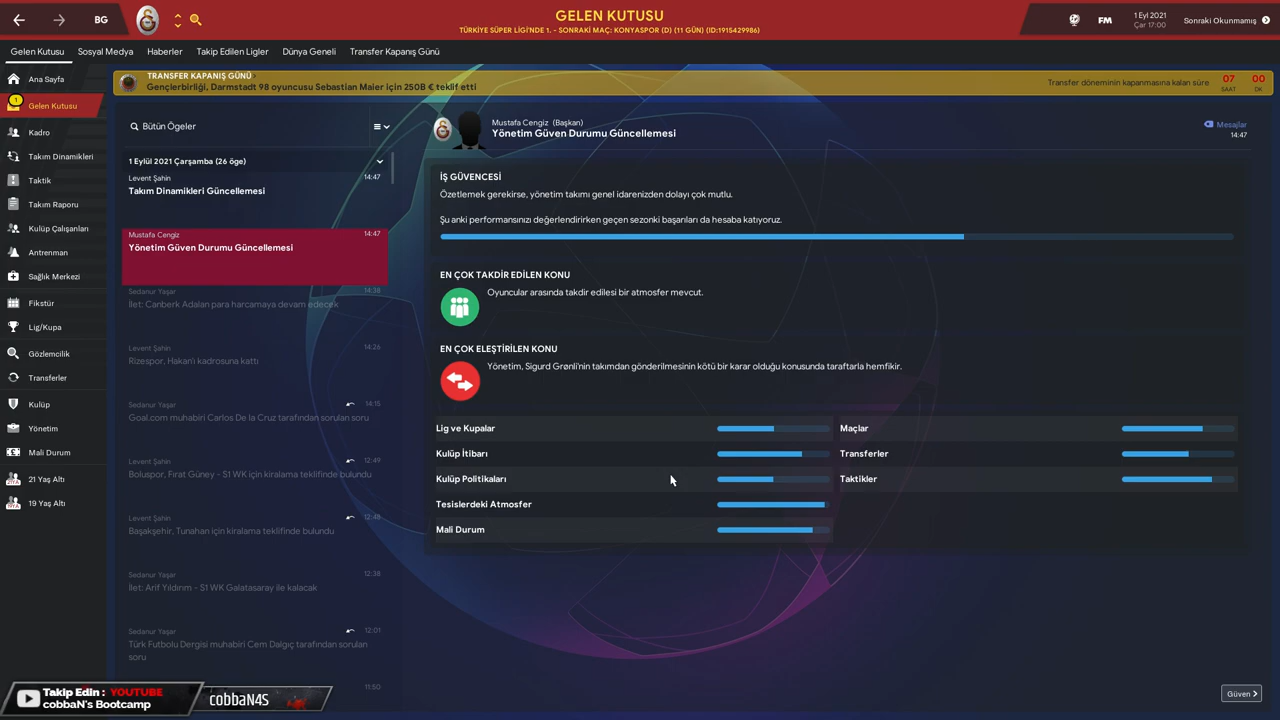 BG
GELEN KUTUSU
TÜRKİYE SÜPER LİGİ'NDE 1. - SONRAKİ MAÇ: KONYASPOR (D) (11 GÜN) (ID:1915429986)
FM
1 Eyl 2021
Çar 17:00
Sonraki Okunmamış
Gelen Kutusu
Sosyal Medya
Haberler
Takip Edilen Ligler
Dünya Geneli
Transfer Kapanış Günü
Ana Sayfa
1
Gelen Kutusu
Kadro
Takım Dinamikleri
Taktik
Takım Raporu
Kulüp Çalışanları
Antrenman
Sağlık Merkezi
Fikstür
Lig/Kupa
Gözlemcilik
Transferler
Kulüp
Yönetim
Mali Durum
21 Yaş Altı
19 Yaş Altı
TRANSFER KAPANIŞ GÜNÜ
Gençlerbirliği, Darmstadt 98 oyuncusu Sebastian Maier için 250B € teklif etti
Transfer döneminin kapanmasına kalan süre
07 00
SAAT DK
Bütün Ögeler
1 Eylül 2021 Çarşamba (26 öge)
Levent Şahin 14:47
Takım Dinamikleri Güncellemesi
Mustafa Cengiz 14:47
Yönetim Güven Durumu Güncellemesi
Sedanur Yaşar 14:38
İlet: Canberk Adalan para harcamaya devam edecek
Levent Şahin 14:26
Rizespor, Hakan'ı kadrosuna kattı
Sedanur Yaşar 14:15
Goal.com muhabiri Carlos De la Cruz tarafından sorulan soru
Levent Şahin 12:49
Boluspor, Fırat Güney - S1 WK için kiralama teklifinde bulundu
Levent Şahin 12:48
Başakşehir, Tunahan için kiralama teklifinde bulundu
Sedanur Yaşar 12:38
İlet: Arif Yıldırım - S1 WK Galatasaray ile kalacak
Sedanur Yaşar 12:01
Türk Futbolu Dergisi muhabiri Cem Dalgıç tarafından sorulan
soru
11:50
Mustafa Cengiz (Başkan)
Yönetim Güven Durumu Güncellemesi
Mesajlar
14:47
İŞ GÜVENCESİ
Özetlemek gerekirse, yönetim takımı genel idarenizden dolayı çok mutlu.
Şu anki performansınızı değerlendirirken geçen sezonki başarıları da hesaba katıyoruz.
EN ÇOK TAKDİR EDİLEN KONU
Oyuncular arasında takdir edilesi bir atmosfer mevcut.
EN ÇOK ELEŞTİRİLEN KONU
Yönetim, Sigurd Grønli'nin takımdan gönderilmesinin kötü bir karar olduğu konusunda taraftarla hemfikir.
Lig ve Kupalar
Maçlar
Kulüp İtibarı
Transferler
Kulüp Politikaları
Taktikler
Tesislerdeki Atmosfer
Mali Durum
Güven
Takip Edin : YOUTUBE
cobbaN's Bootcamp
cobbaN4S